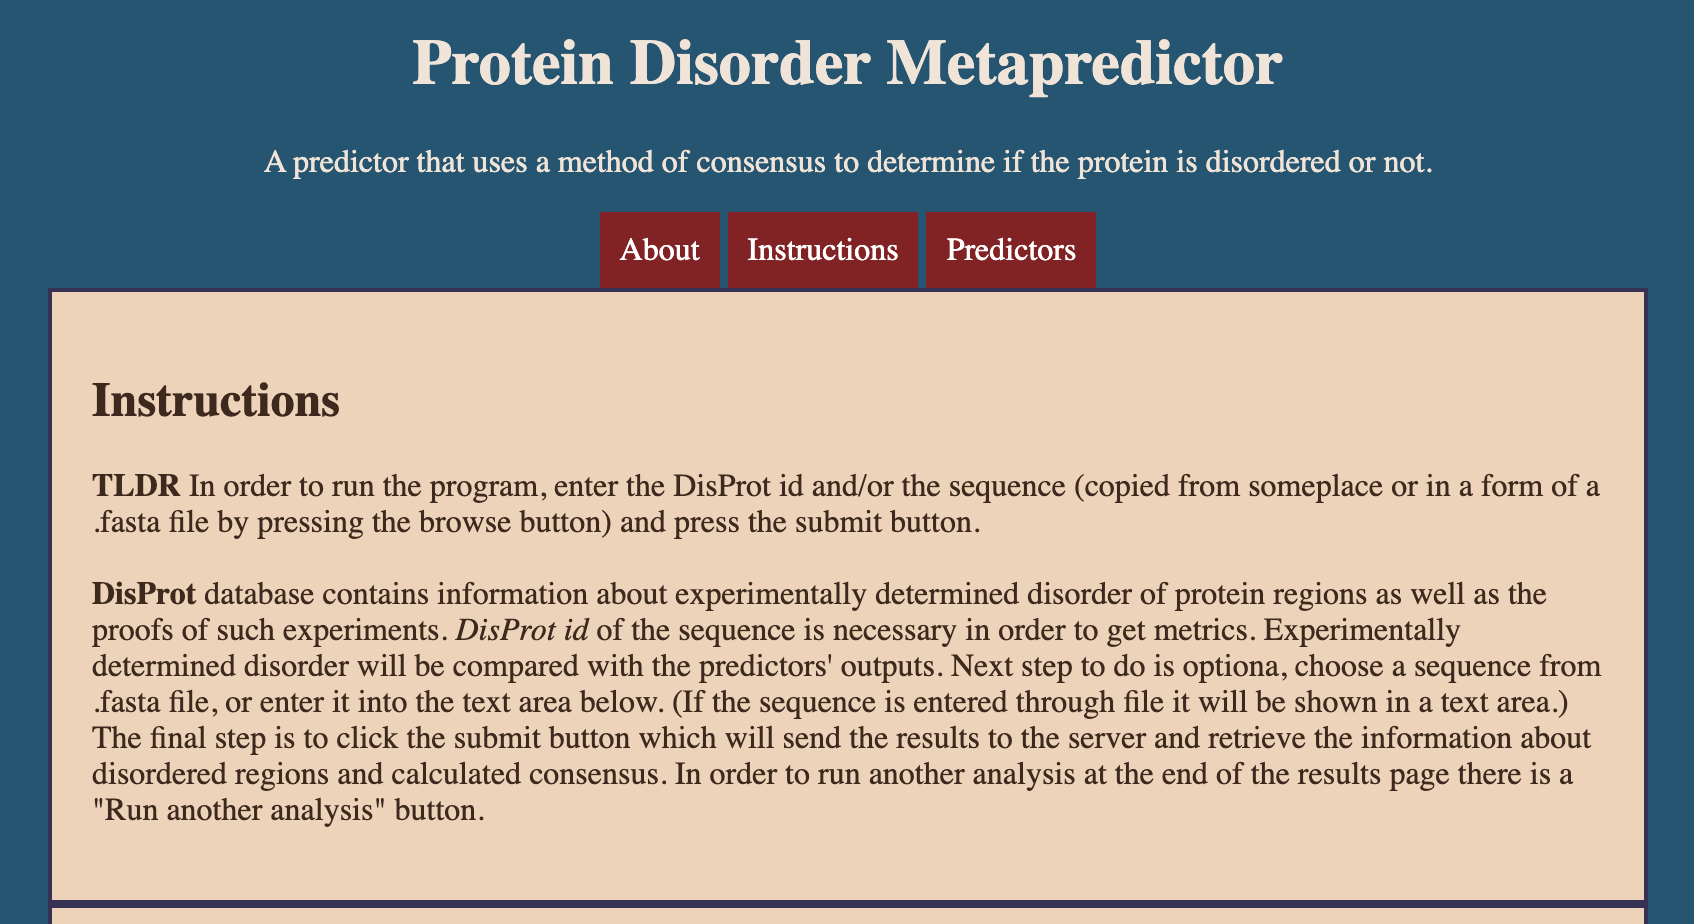 Protein Disorder Metapredictor
A predictor that uses a method of consensus to determine if the protein is disordered or not.
About Instructions Predictors
Instructions
TLDR In order to run the program, enter the DisProt id and/or the sequence (copied from someplace or in a form of a
.fasta file by pressing the browse button) and press the submit button.
DisProt database contains information about experimentally determined disorder of protein regions as well as the
proofs of such experiments. DisProt id of the sequence is necessary in order to get metrics. Experimentally
determined disorder will be compared with the predictors' outputs. Next step to do is optiona, choose a sequence from
.fasta file, or enter it into the text area below. (If the sequence is entered through file it will be shown in a text area.)
The final step is to click the submit button which will send the results to the server and retrieve the information about
disordered regions and calculated consensus. In order to run another analysis at the end of the results page there is a
"Run another analysis" button.